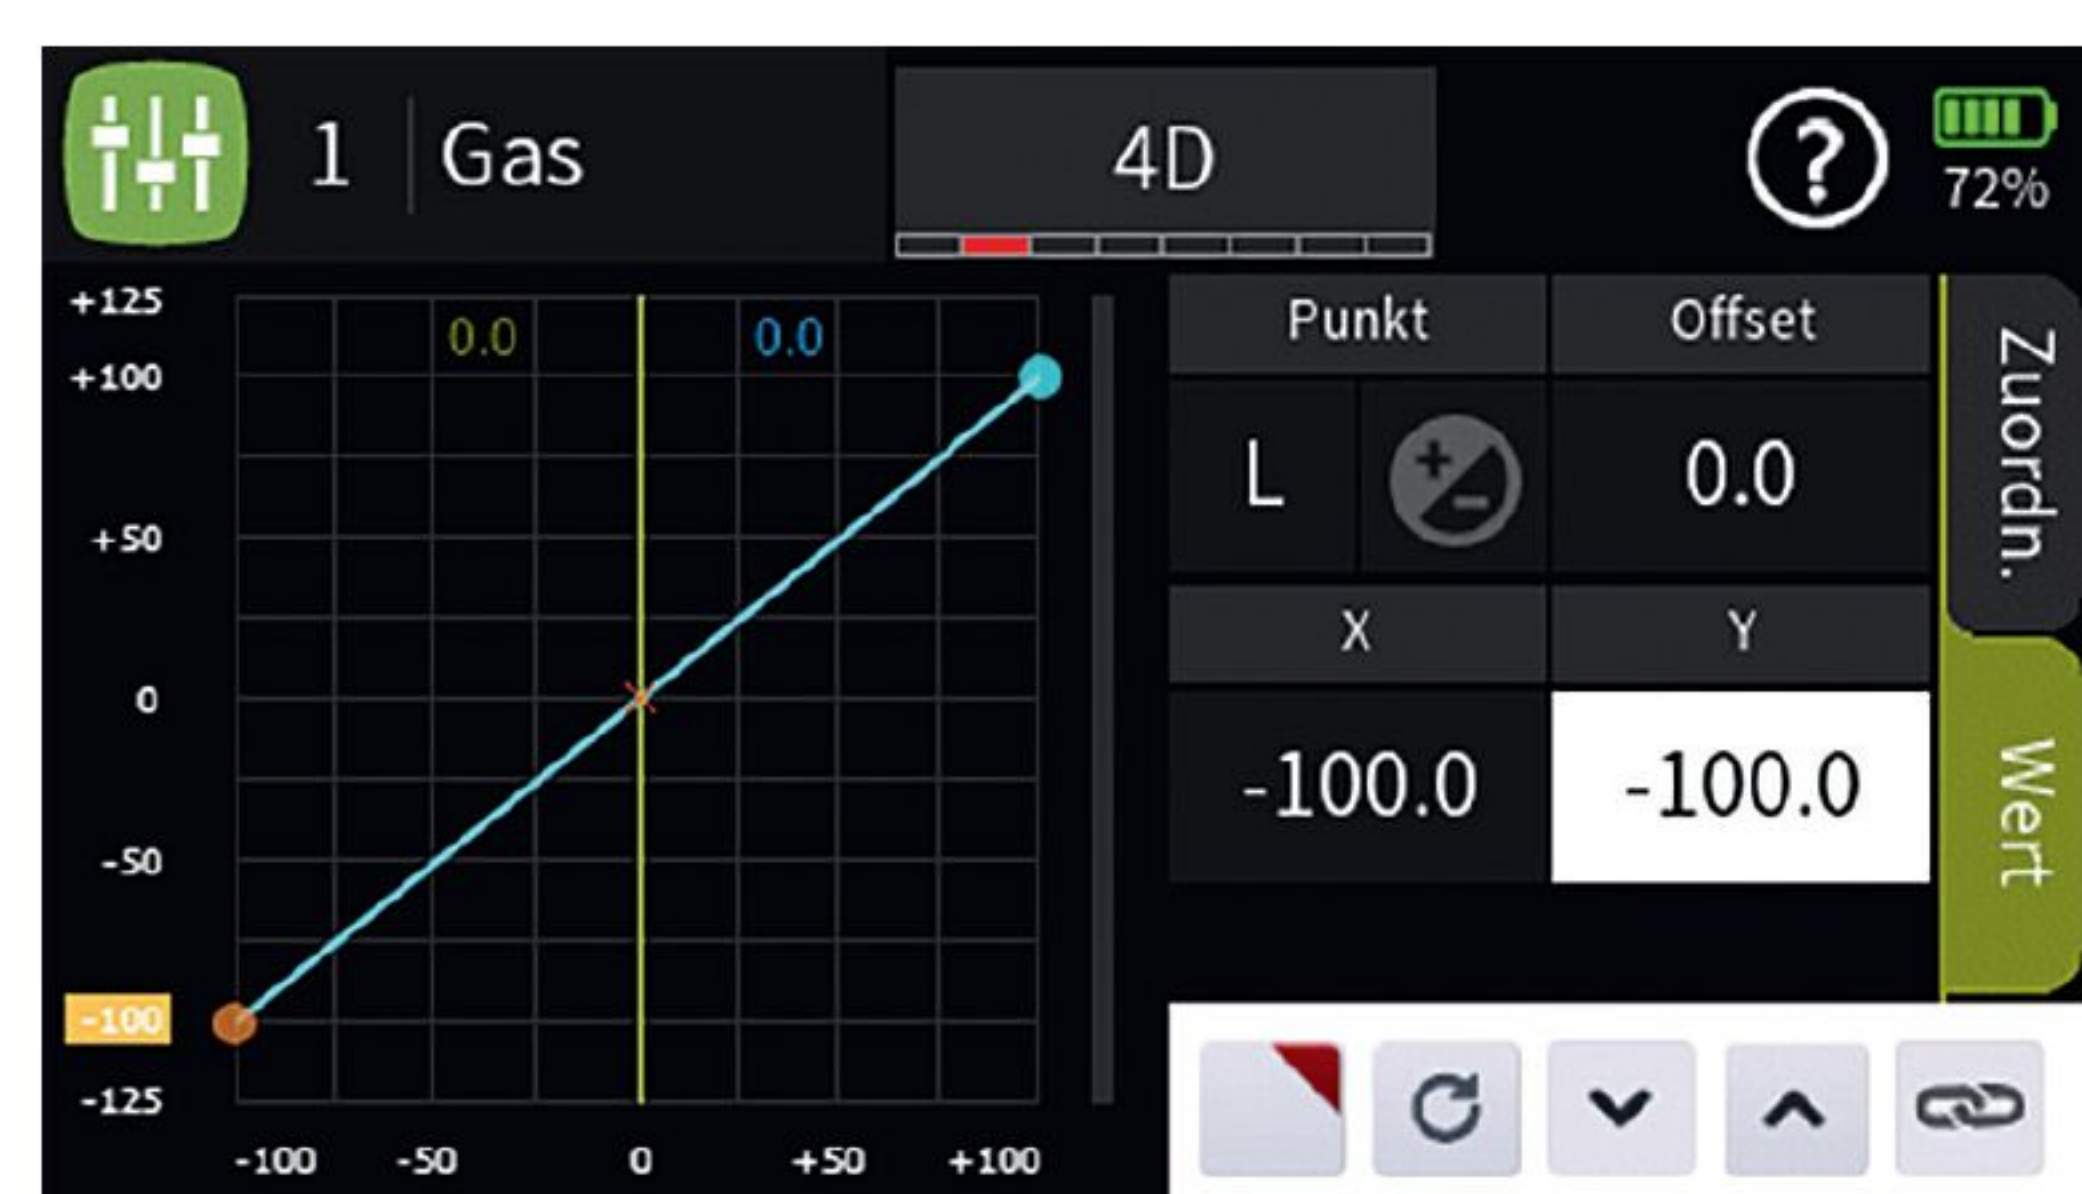 1 Gas 4D ? 72%
+125
+100
+50
0
-50
-100
-125
0.0 0.0
-100 -50 0 +50 +100
Punkt Offset
L + - 0.0
X Y
-100.0 -100.0
Zuordn.
Wert